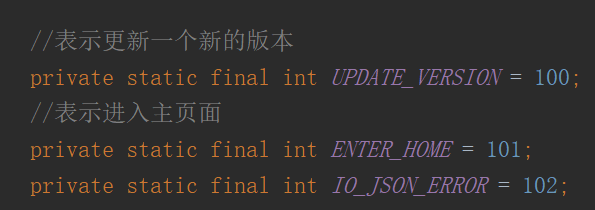 //表示更新一个新的版本
private static final int UPDATE_VERSION = 100;
//表示进入主页面
private static final int ENTER_HOME = 101;
private static final int IO_JSON_ERROR = 102;